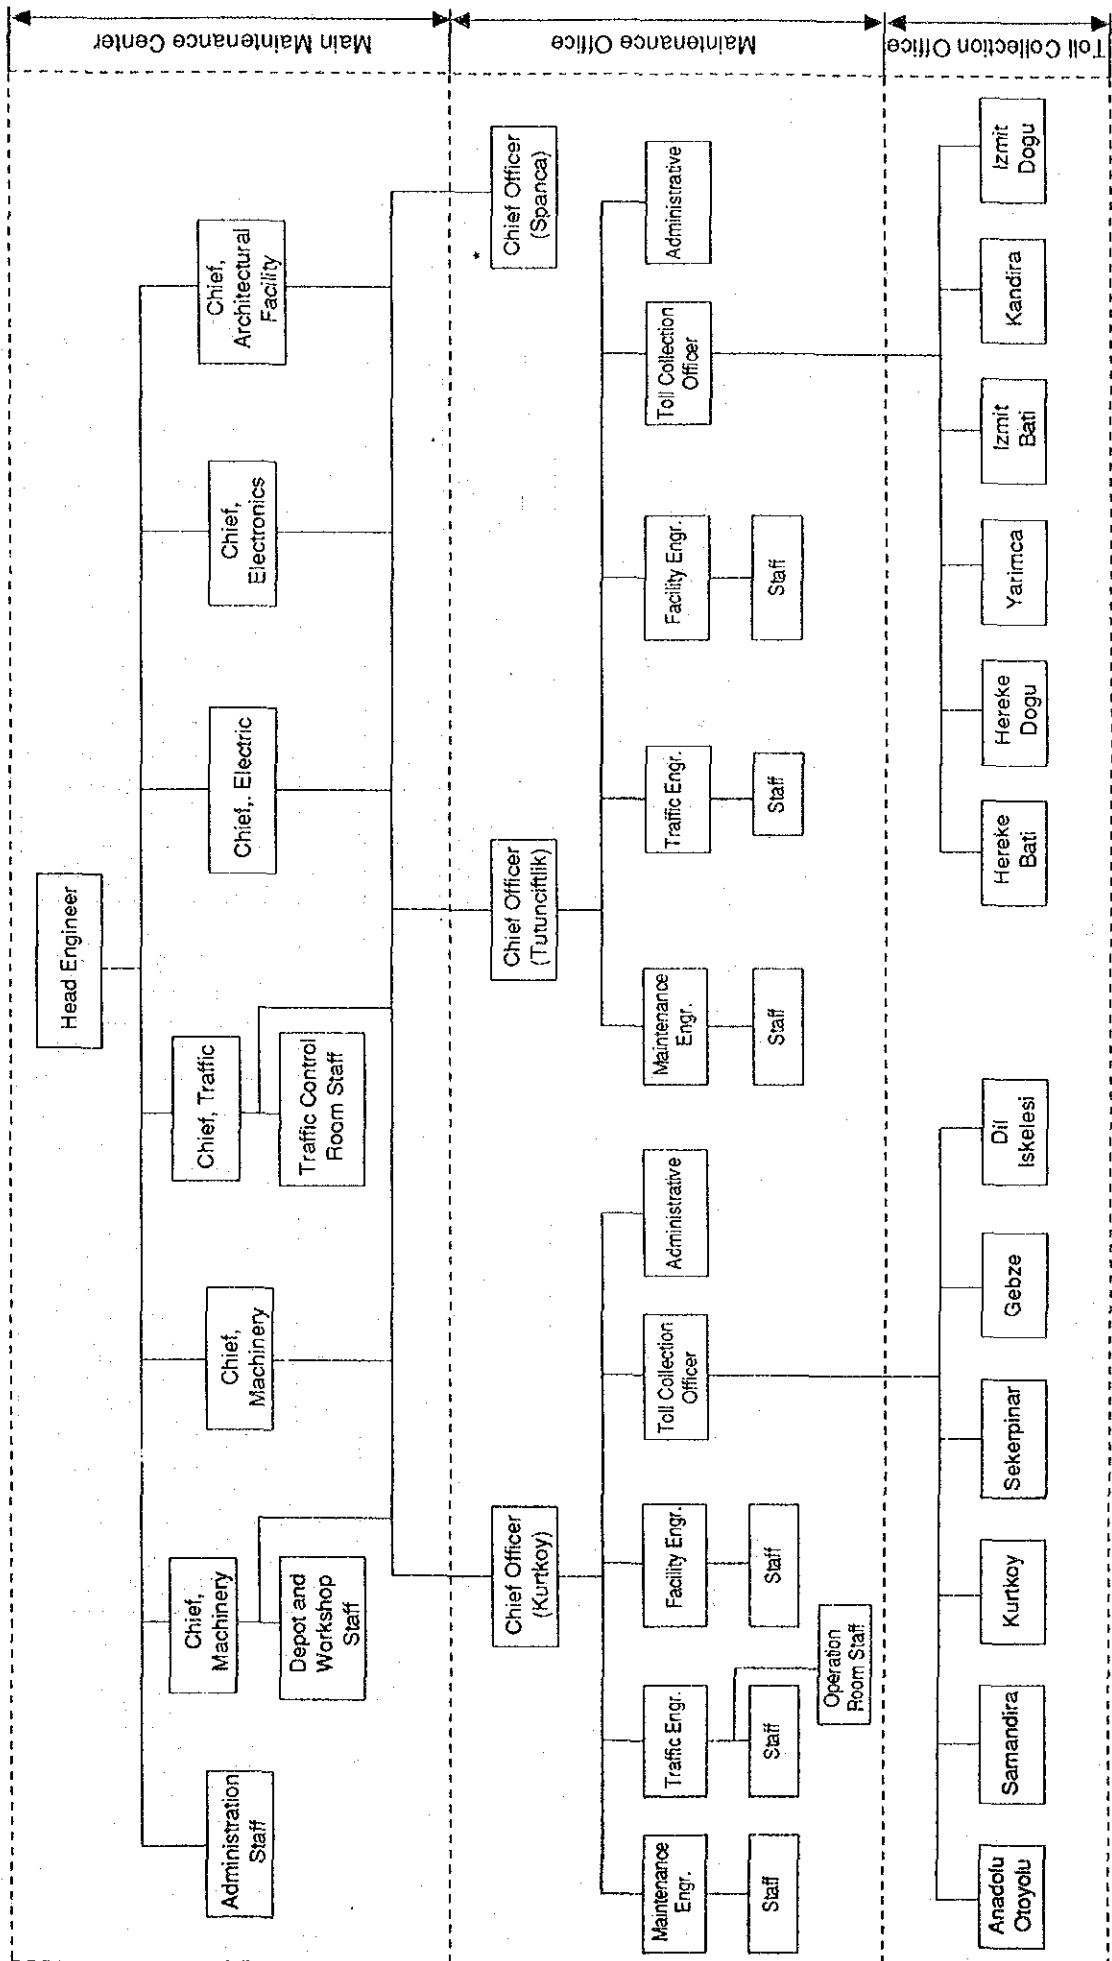 Head Engineer
Main Maintenance Center
Administration
Staff
Chief,
Machinery
Depot and
Workshop
Staff
Chief,
Machinery
Chief, Traffic
Traffic Control
Room Staff
Chief,. Electric
Chief,
Electronics
Chief,
Architectural
Facility
Maintenance Office
Chief Officer
(Kurtkoy)
Chief Officer
(Tutunciftlik)
*
Chief Officer
(Spanca)
Maintenance
Engr.
Staff
Traffic Engr.
Staff
Operation
Room Staff
Facility Engr.
Staff
Toll Collection
Officer
Administrative
Maintenance
Engr.
Staff
Traffic Engr.
Staff
Facility Engr.
Staff
Toll Collection
Officer
Administrative
Toll Collection Office
Anadolu
Otoyolu
Samandira
Kurtkoy
Sekerpinar
Gebze
Dil
Iskelesi
Hereke
Bati
Hereke
Dogu
Yarimca
Izmit
Bati
Kandira
Izmit
Dogu